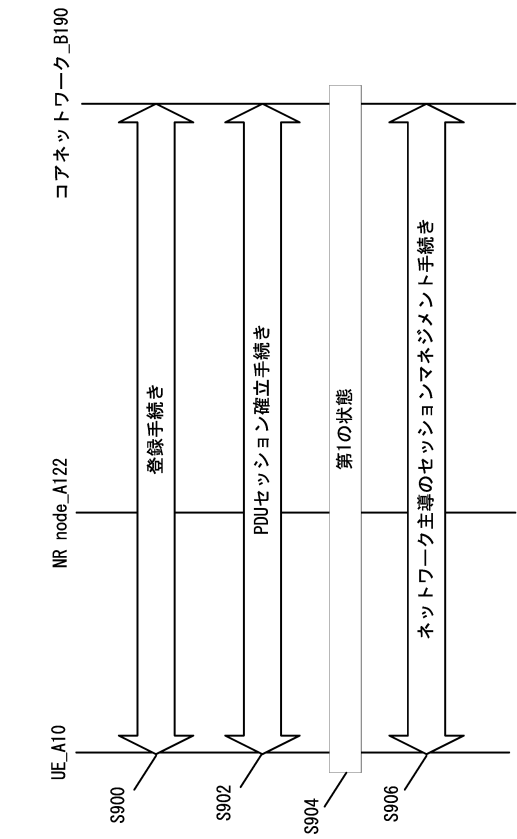 UE_A10
NR node_A122
コアネットワーク_B190
S900
登録手続き
S902
PDUセッション確立手続き
S904
第1の状態
S906
ネットワーク主導のセッションマネジメント手続き